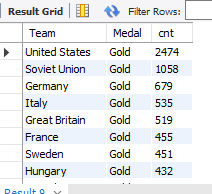 Result Grid Filter Rows:
Team Medal cnt
United States Gold 2474
Soviet Union Gold 1058
Germany Gold 679
Italy Gold 535
Great Britain Gold 519
France Gold 455
Sweden Gold 451
Hungary Gold 432
Result 9